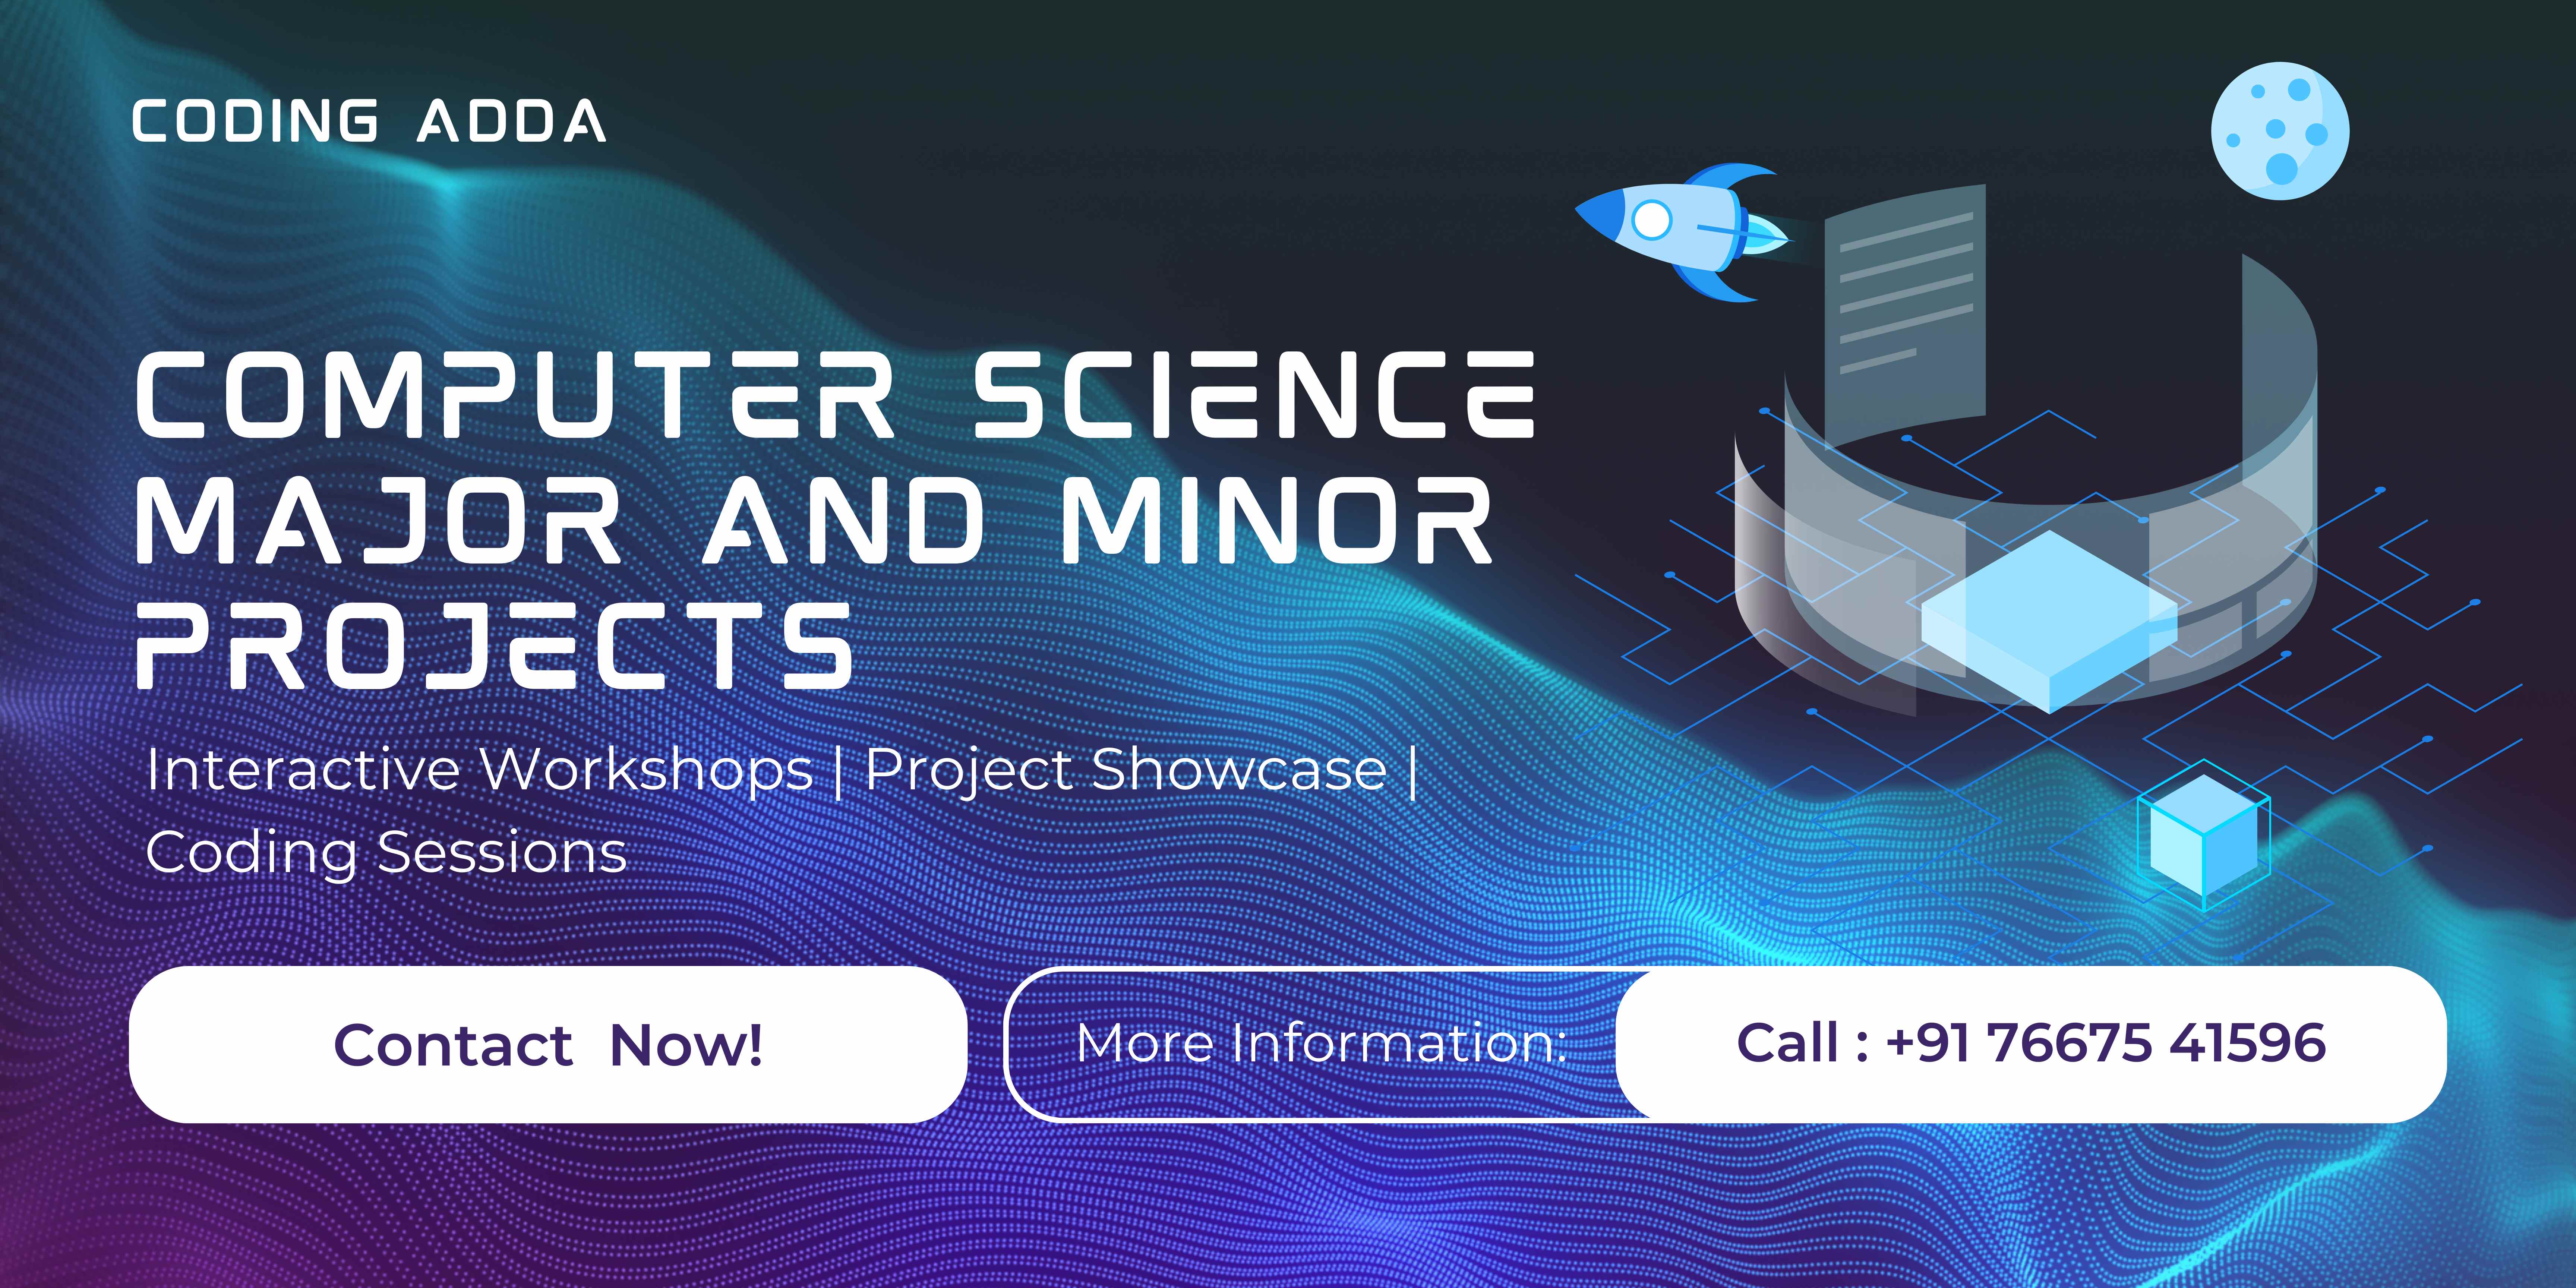 CODING ADDA
COMPUTER SCIENCE
MAJOR AND MINOR
PROJECTS
Interactive Workshops | Project Showcase |
Coding Sessions
Contact Now!
More Information:
Call : +91 76675 41596